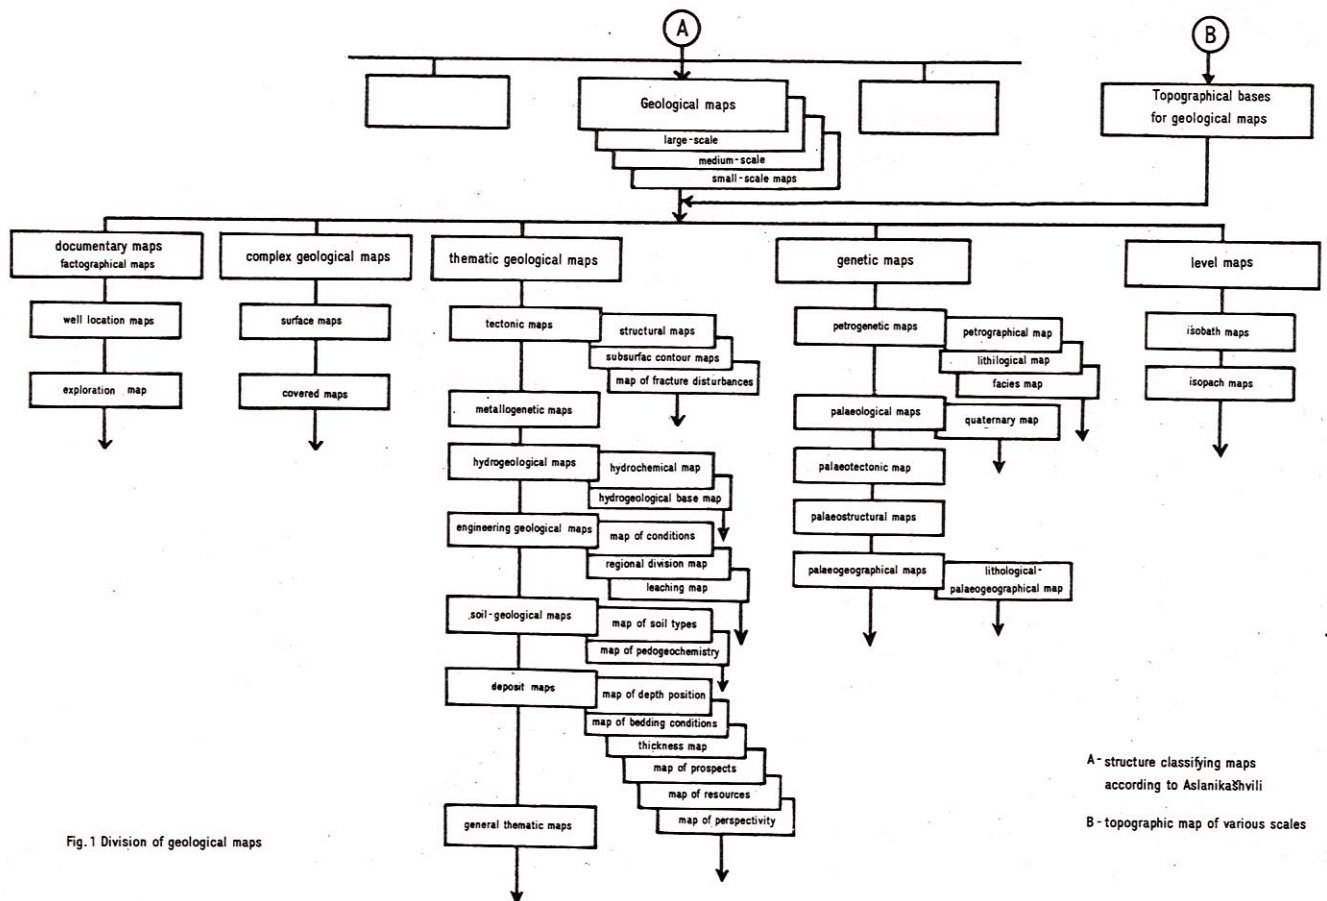 A
B
Geological maps
large-scale
medium-scale
small-scale maps
Topographical bases
for geological maps
documentary maps
factographical maps
well location maps
exploration map
complex geological maps
surface maps
covered maps
thematic geological maps
tectonic maps
structural maps
subsurfac contour maps
map of fracture disturbances
metallogenetic maps
hydrogeological maps
hydrochemical map
hydrogeological base map
engineering geological maps
map of conditions
regional division map
leaching map
soil-geological maps
map of soil types
map of pedogeochemistry
deposit maps
map of depth position
map of bedding conditions
thickness map
map of prospects
map of resources
map of perspectivity
general thematic maps
genetic maps
petrogenetic maps
petrographical map
lithilogical map
facies map
palaeological maps
quaternary map
palaeotectonic map
palaeostructural maps
palaeogeographical maps
lithological-
palaeogeographical map
level maps
isobath maps
isopach maps
A - structure classifying maps
according to Aslanikašhvili
B - topographic map of various scales
Fig. 1 Division of geological maps